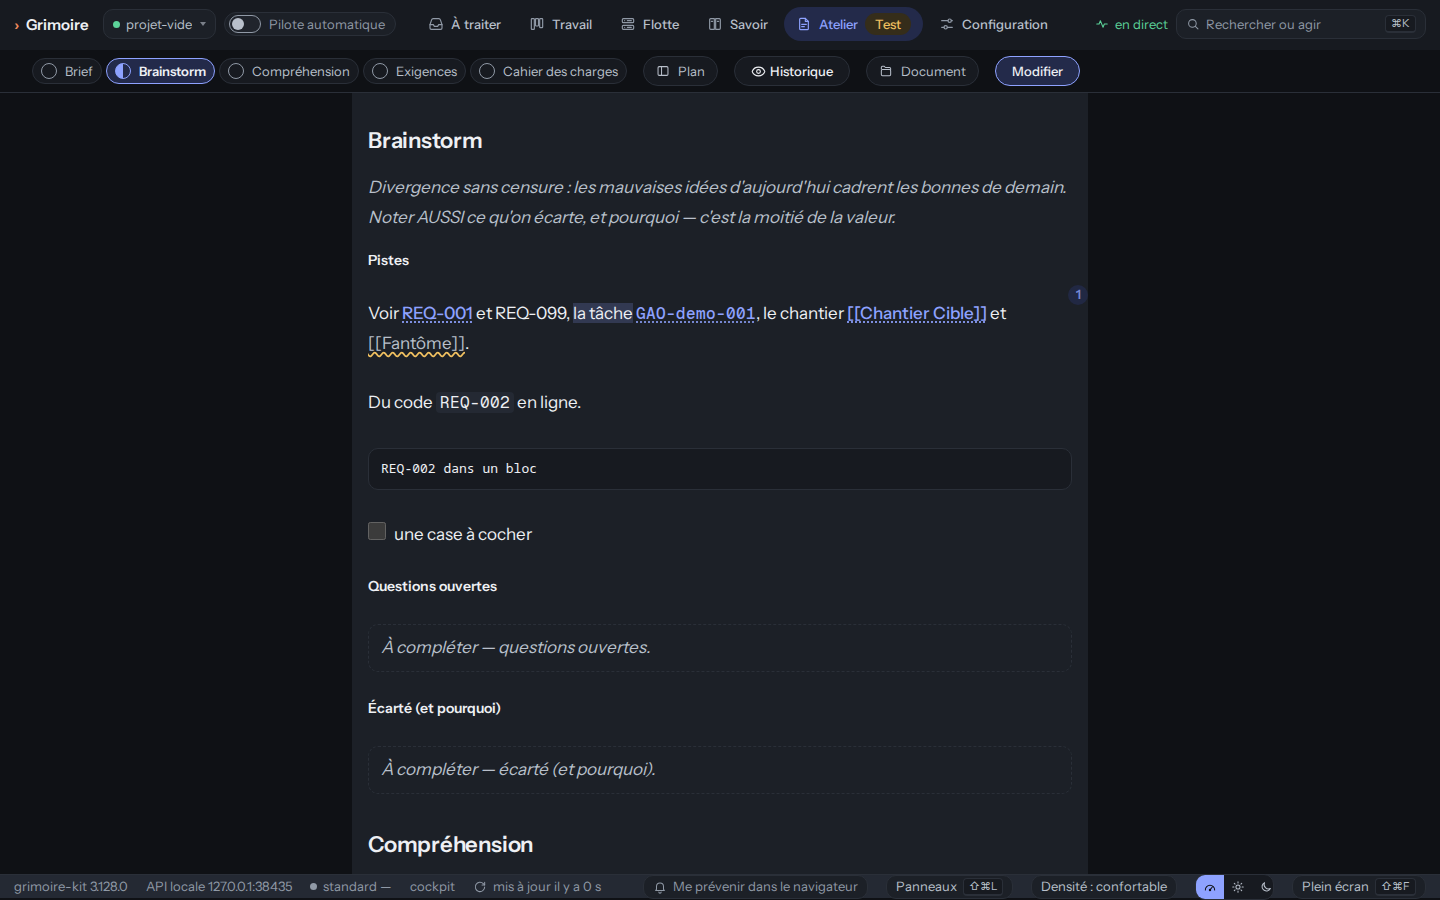 › Grimoire
projet-vide
Pilote automatique
À traiter
Travail
Flotte
Savoir
Atelier Test
Configuration
en direct
Rechercher ou agir ⌘K
Brief
Brainstorm
Compréhension
Exigences
Cahier des charges
Plan
Historique
Document
Modifier
Brainstorm
Divergence sans censure : les mauvaises idées d'aujourd'hui cadrent les bonnes de demain.
Noter AUSSI ce qu'on écarte, et pourquoi — c'est la moitié de la valeur.
Pistes
1
Voir REQ-001 et REQ-099, la tâche GAO-demo-001, le chantier [[Chantier Cible]] et
[[Fantôme]].
Du code REQ-002 en ligne.
REQ-002 dans un bloc
une case à cocher
Questions ouvertes
À compléter — questions ouvertes.
Écarté (et pourquoi)
À compléter — écarté (et pourquoi).
Compréhension
grimoire-kit 3.128.0
API locale 127.0.0.1:38435
standard —
cockpit
mis à jour il y a 0 s
Me prévenir dans le navigateur
Panneaux ⇧⌘L
Densité : confortable
Plein écran ⇧⌘F